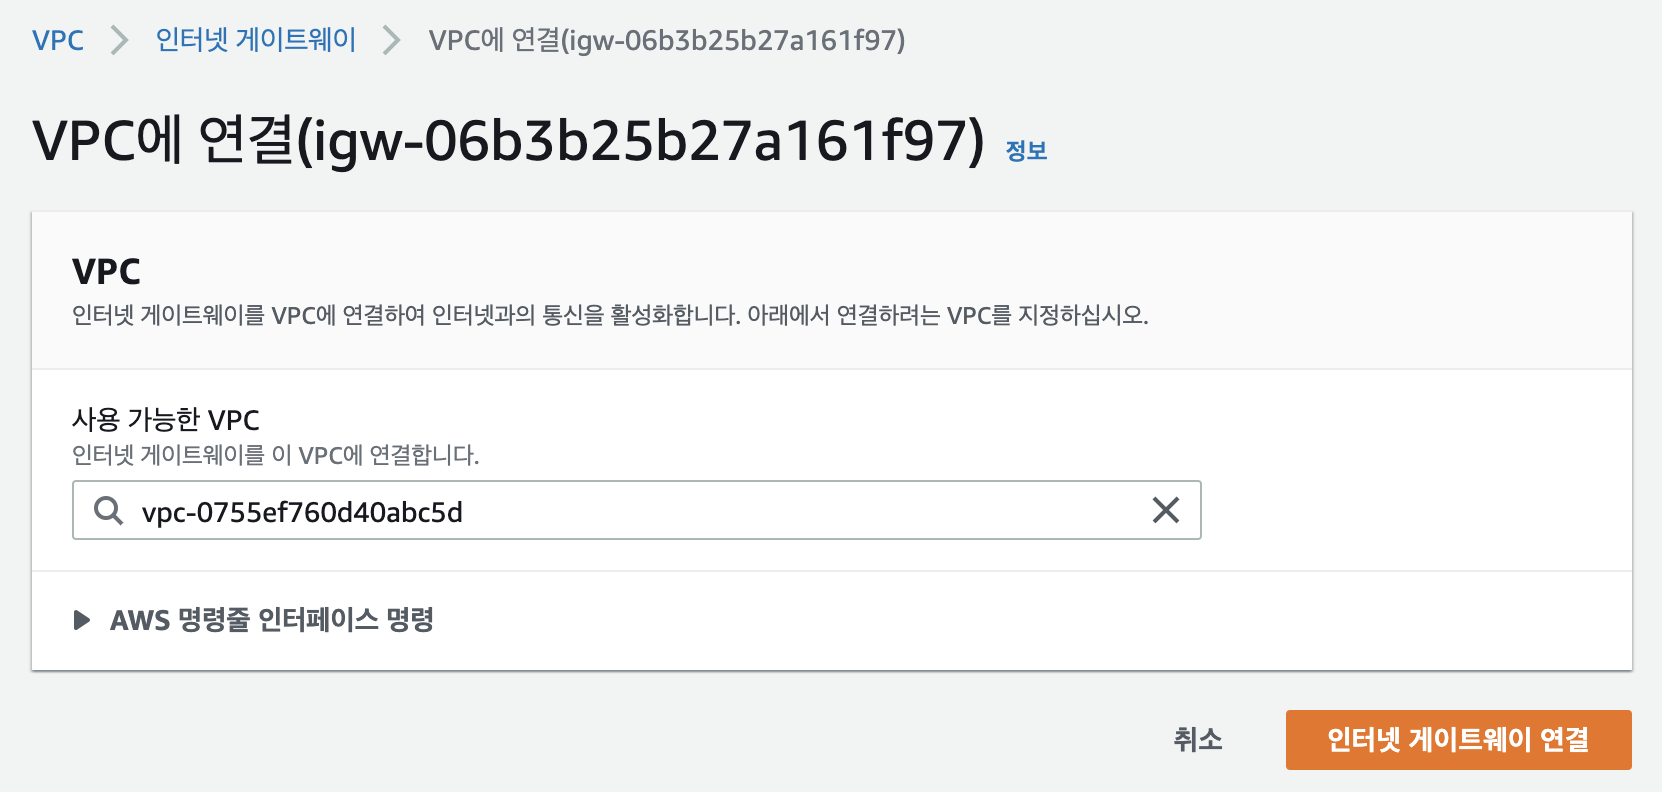 VPC > 인터넷 게이트웨이 > VPC에 연결(igw-06b3b25b27a161f97)
VPC에 연결(igw-06b3b25b27a161f97) 정보
VPC
인터넷 게이트웨이를 VPC에 연결하여 인터넷과의 통신을 활성화합니다. 아래에서 연결하려는 VPC를 지정하십시오.
사용 가능한 VPC
인터넷 게이트웨이를 이 VPC에 연결합니다.
vpc-0755ef760d40abc5d
AWS 명령줄 인터페이스 명령
취소 인터넷 게이트웨이 연결